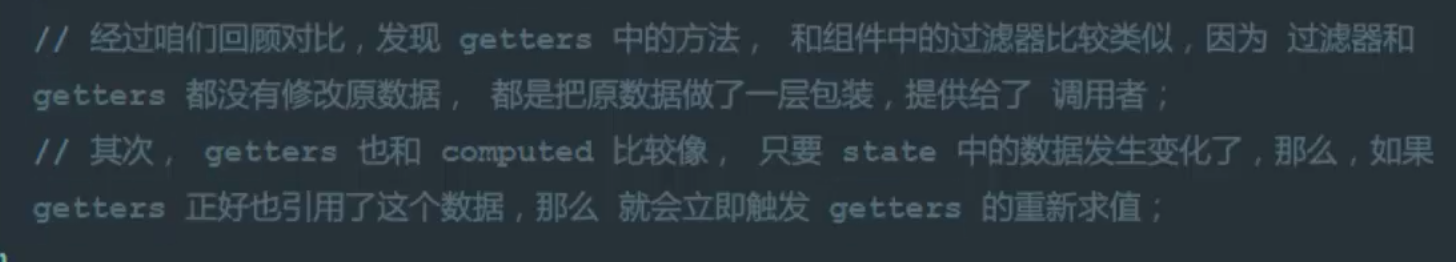 // 经过咱们回顾对比，发现 getters 中的方法， 和组件中的过滤器比较类似，因为 过滤器和
getters 都没有修改原数据， 都是把原数据做了一层包装，提供给了 调用者；
// 其次， getters 也和 computed 比较像， 只要 state 中的数据发生变化了，那么，如果
getters 正好也引用了这个数据，那么 就会立即触发 getters 的重新求值；